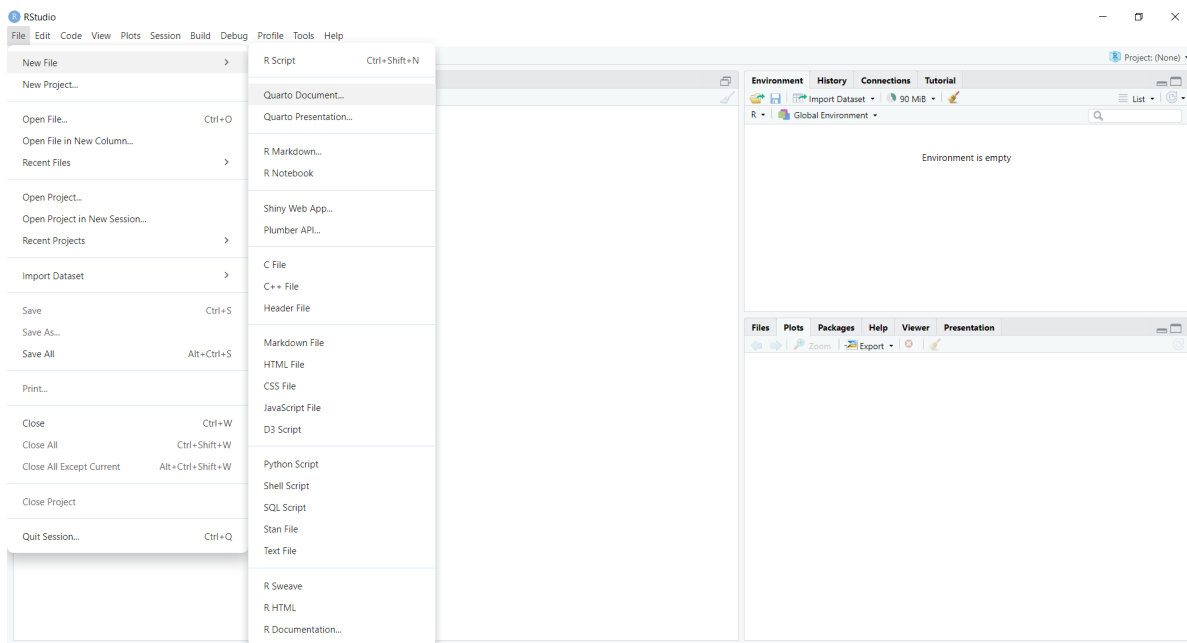 RStudio
File Edit Code View Plots Session Build Debug Profile Tools Help
Project: (None)
New File
New Project...
Open File... Ctrl+O
Open File in New Column...
Recent Files
Open Project...
Open Project in New Session...
Recent Projects
Import Dataset
Save Ctrl+S
Save As...
Save All Alt+Ctrl+S
Print...
Close Ctrl+W
Close All Ctrl+Shift+W
Close All Except Current Alt+Ctrl+Shift+W
Close Project
Quit Session... Ctrl+Q
R Script Ctrl+Shift+N
Quarto Document...
Quarto Presentation...
R Markdown...
R Notebook
Shiny Web App...
Plumber API...
C File
C++ File
Header File
Markdown File
HTML File
CSS File
JavaScript File
D3 Script
Python Script
Shell Script
SQL Script
Stan File
Text File
R Sweave
R HTML
R Documentation...
Environment History Connections Tutorial
Import Dataset 90 MiB List
R Global Environment
Environment is empty
Files Plots Packages Help Viewer Presentation
Zoom Export